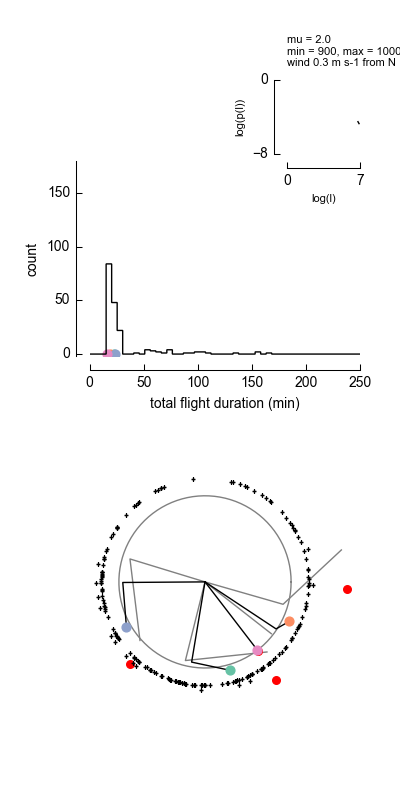 mu = 2.0
min = 900, max = 1000
wind 0.3 m s-1 from N
0
log(p(l))
−8
0 7
log(l)
150
count
100
50
0
0 50 100 150 200 250
total flight duration (min)